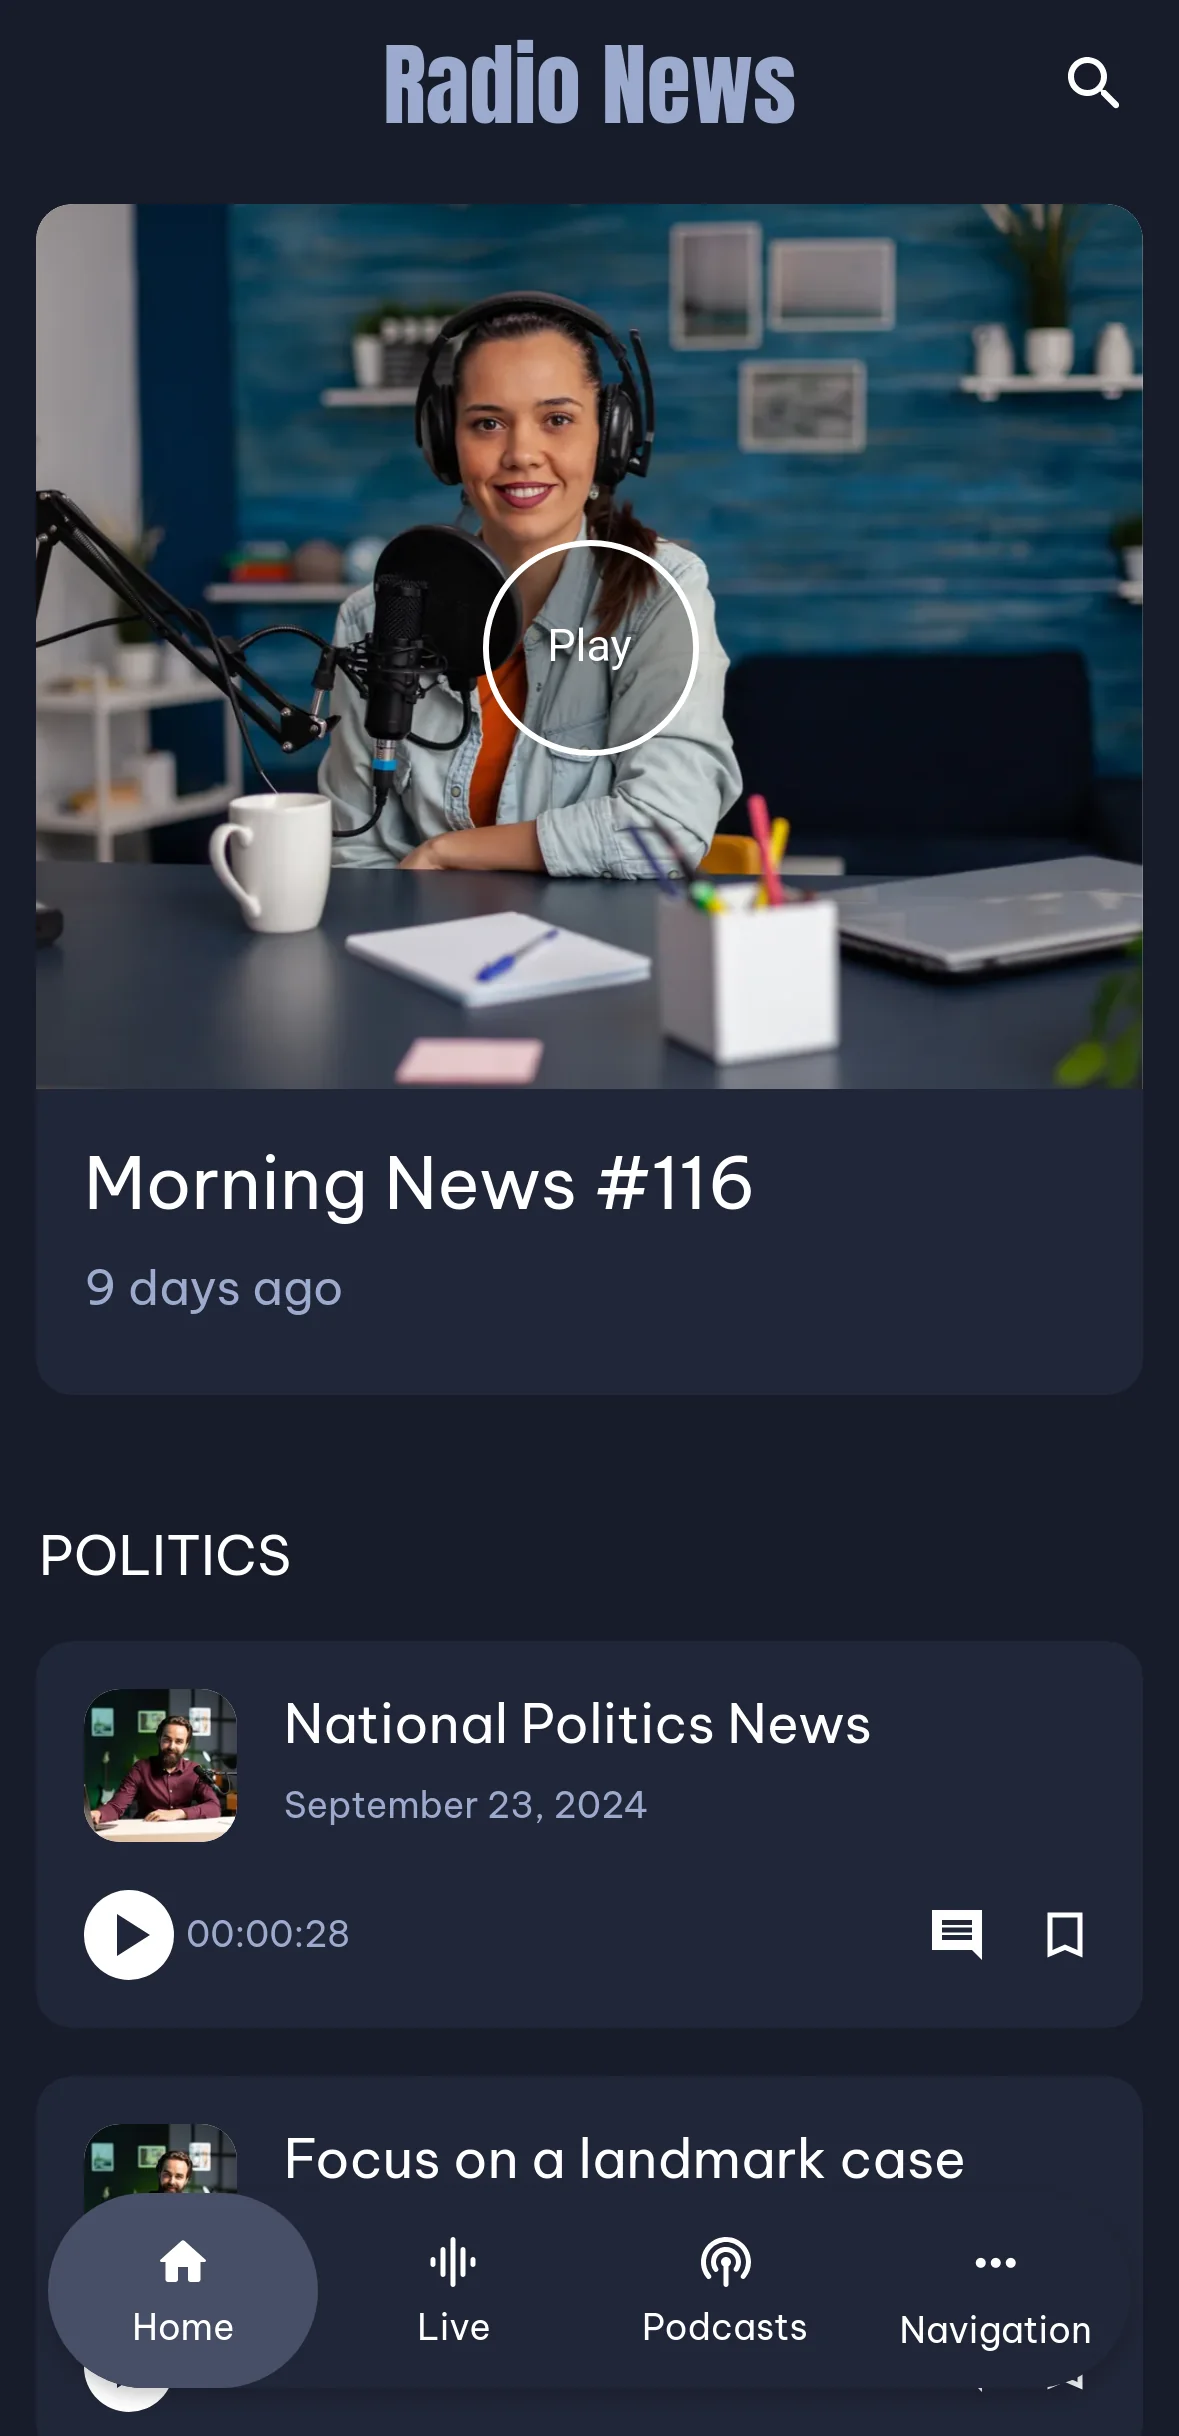 Radio News
Play
Morning News #116
9 days ago
POLITICS
National Politics News
September 23, 2024
00:00:28
Focus on a landmark case
Home
Live
Podcasts
Navigation